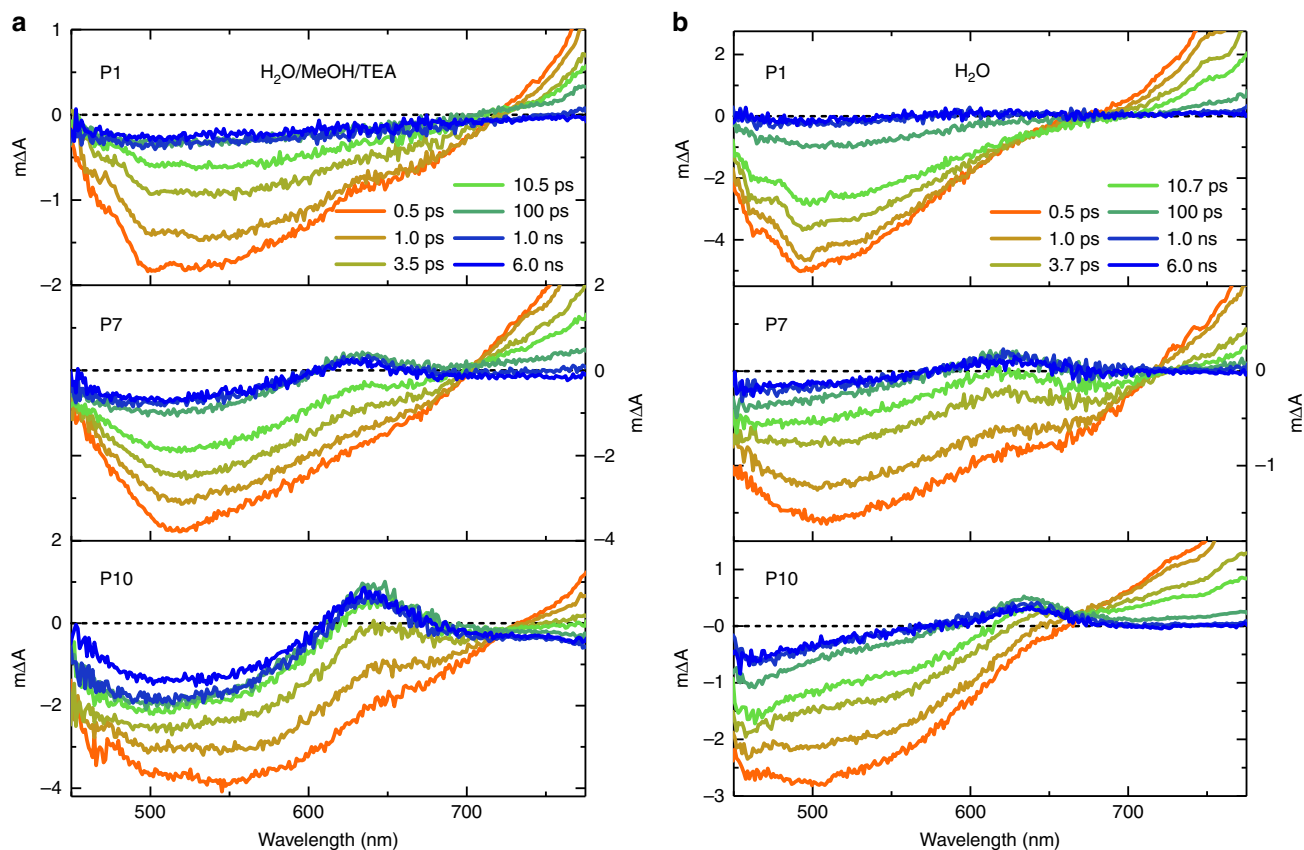 a
H2O/MeOH/TEA
P1
1
0
−1
−2
mΔA
0.5 ps
1.0 ps
3.5 ps
10.5 ps
100 ps
1.0 ns
6.0 ns
P7
2
0
−2
−4
mΔA
P10
2
0
−2
−4
mΔA
500
600
700
Wavelength (nm)
b
H2O
P1
2
0
−2
−4
mΔA
0.5 ps
1.0 ps
3.7 ps
10.7 ps
100 ps
1.0 ns
6.0 ns
P7
0
−1
mΔA
P10
1
−0
−1
−2
−3
mΔA
500
600
700
Wavelength (nm)